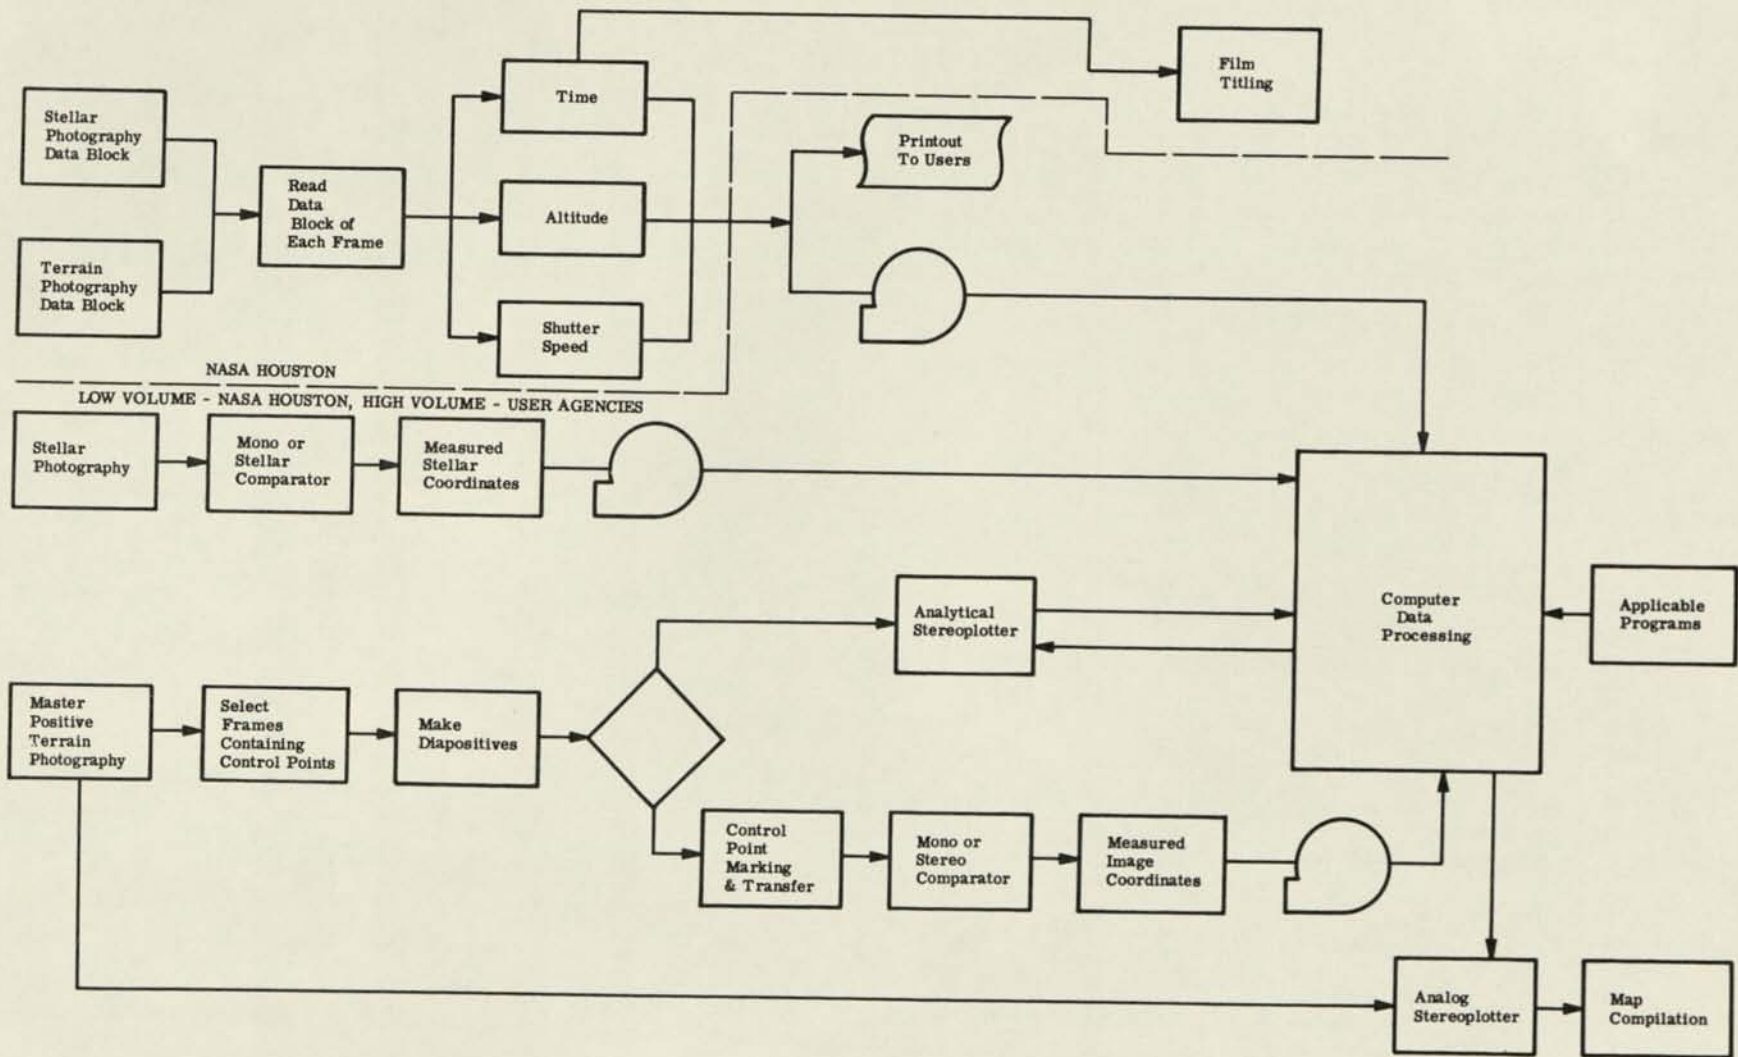 Film
Titling
Time
Stellar
Photography
Data Block
Printout
To Users
Read
Data
Block of
Each Frame
Altitude
Terrain
Photography
Data Block
Shutter
Speed
NASA HOUSTON
LOW VOLUME - NASA HOUSTON, HIGH VOLUME - USER AGENCIES
Stellar
Photography
Mono or
Stellar
Comparator
Measured
Stellar
Coordinates
Analytical
Stereoplotter
Computer
Data
Processing
Applicable
Programs
Master
Positive
Terrain
Photography
Select
Frames
Containing
Control Points
Make
Diapositives
Control
Point
Marking
& Transfer
Mono or
Stereo
Comparator
Measured
Image
Coordinates
Analog
Stereoplotter
Map
Compilation